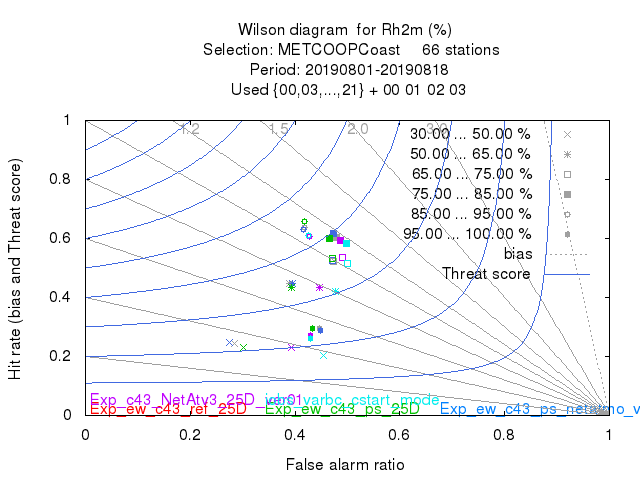 Wilson diagram for Rh2m (%)
Selection: METCOOPCoast 66 stations
Period: 20190801-20190818
Used {00,03,...,21} + 00 01 02 03
1.2 1.5 2.0 3.0
30.00 ... 50.00 %
50.00 ... 65.00 %
65.00 ... 75.00 %
75.00 ... 85.00 %
85.00 ... 95.00 %
95.00 ... 100.00 %
bias
Threat score
Hit rate (bias and Threat score)
1
0.8
0.6
0.4
0.2
0
Exp_c43_NetAtv3_25D_ver01
varbc_cstart_mode
Exp_ew_c43_ref_25D
Exp_ew_c43_ps_25D
Exp_ew_c43_ps_netatmo_v
0 0.2 0.4 0.6 0.8 1
False alarm ratio